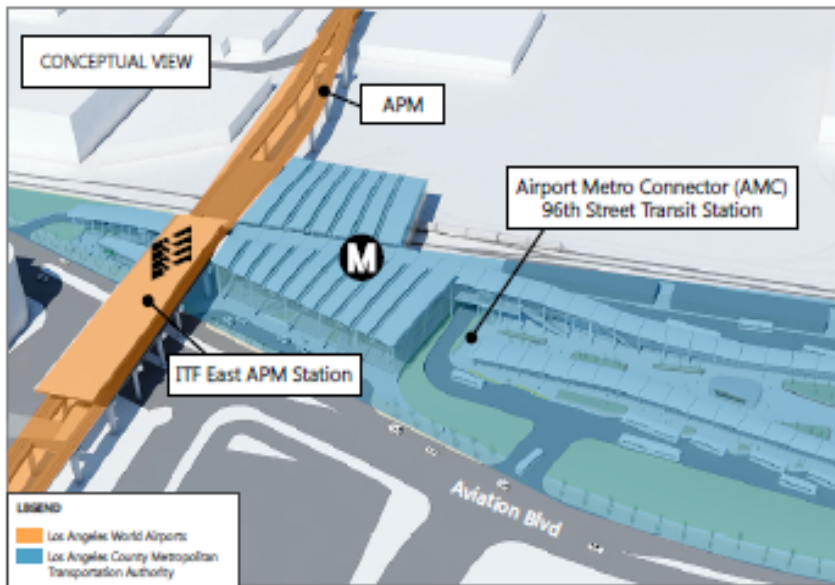 CONCEPTUAL VIEW
APM
Airport Metro Connector (AMC)
96th Street Transit Station
M
ITF East APM Station
Aviation Blvd
LEGEND
Los Angeles World Airports
Los Angeles County Metropolitan
Transportation Authority